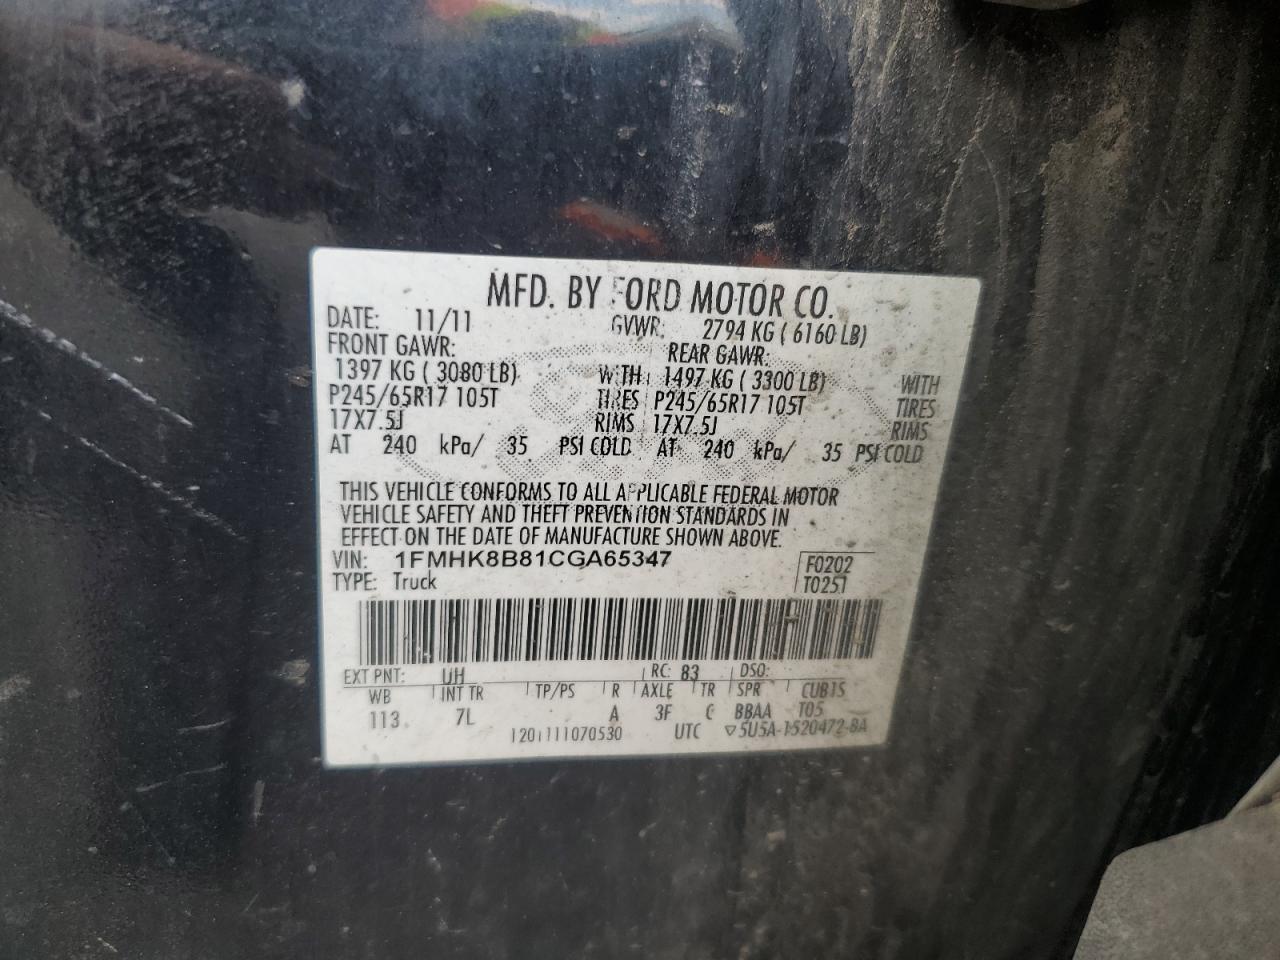 MFD. BY FORD MOTOR CO.
DATE: 11/11 GVWR: 2794 KG ( 6160 LB)
FRONT GAWR: REAR GAWR:
1397 KG ( 3080 LB) WITH 1497 KG ( 3300 LB) WITH
P245/65R17 105T TIRES P245/65R17 105T TIRES
17X7.5J RIMS 17X7.5J RIMS
AT 240 kPa/ 35 PSI COLD AT 240 kPa/ 35 PSI COLD
THIS VEHICLE CONFORMS TO ALL APPLICABLE FEDERAL MOTOR
VEHICLE SAFETY AND THEFT PREVENTION STANDARDS IN
EFFECT ON THE DATE OF MANUFACTURE SHOWN ABOVE.
VIN: 1FMHK8B81CGA65347 F0202
TYPE: Truck T0251
EXT PNT: UH RC: 83 DSO:
WB INT TR TP/PS R AXLE TR SPR CUB1S
113 7L A 3F C BBAA T05
1201111070530 UTC ▽5U5A-1520472-BA